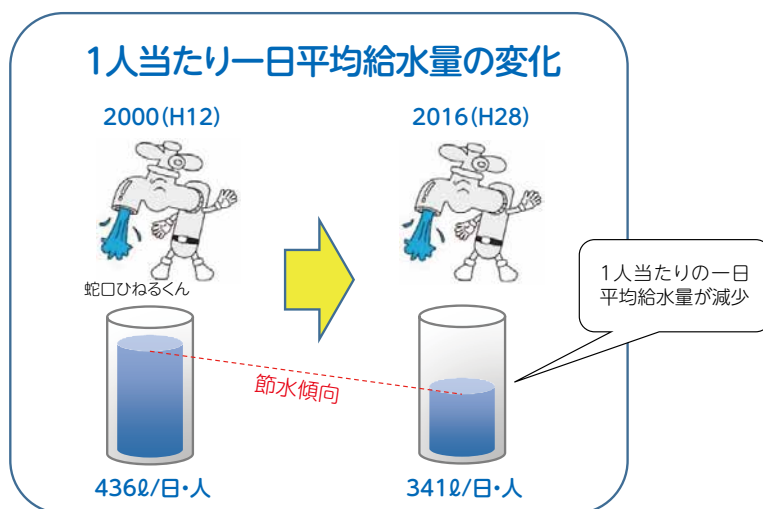 1人当たり一日平均給水量の変化
2000(H12)
2016(H28)
蛇口ひねるくん
1人当たりの一日
平均給水量が減少
節水傾向
436ℓ/日・人
341ℓ/日・人